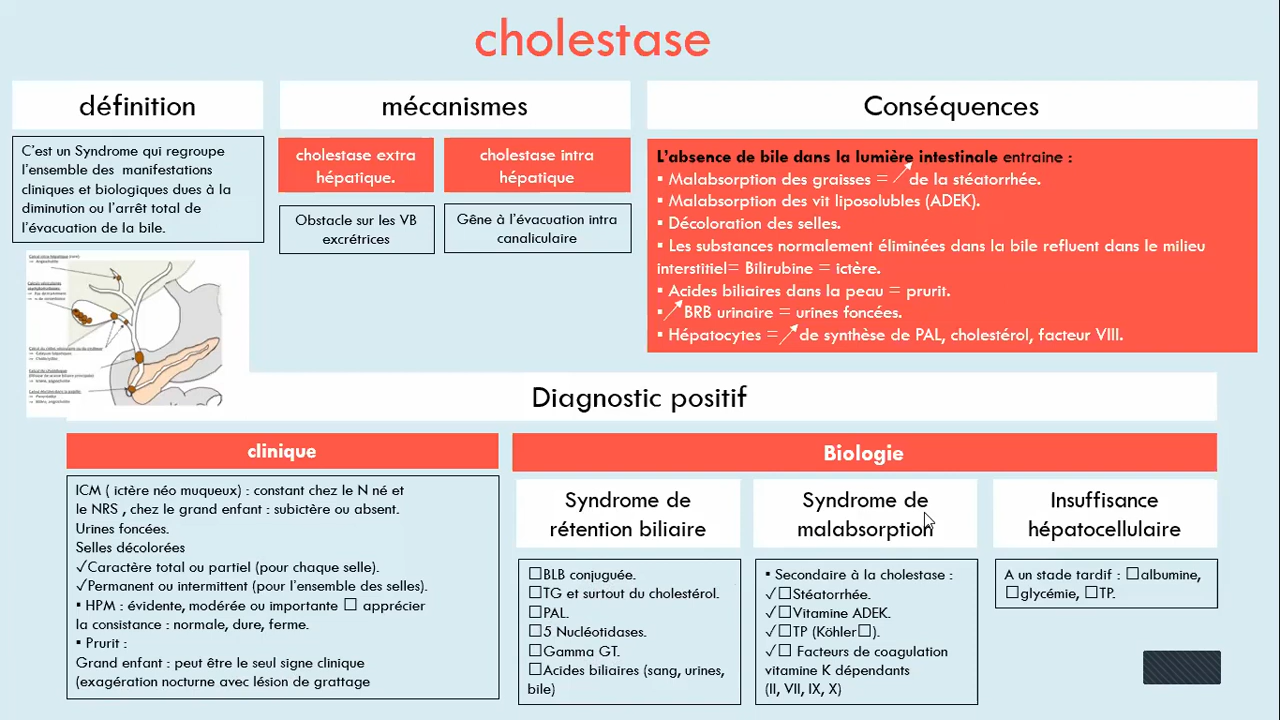 cholestase
définition
C'est un Syndrome qui regroupe
l'ensemble des manifestations
cliniques et biologiques dues à la
diminution ou l'arrêt total de
l'évacuation de la bile.
mécanismes
cholestase extra
hépatique.
Obstacle sur les VB
excrétrices
cholestase intra
hépatique
Gêne à l'évacuation intra
canaliculaire
Conséquences
L'absence de bile dans la lumière intestinale entraine :
▪ Malabsorption des graisses = ↗ de la stéatorrhée.
▪ Malabsorption des vit liposolubles (ADEK).
▪ Décoloration des selles.
▪ Les substances normalement éliminées dans la bile refluent dans le milieu
interstitiel= Bilirubine = ictère.
▪ Acides biliaires dans la peau = prurit.
▪ ↗ BRB urinaire = urines foncées.
▪ Hépatocytes = ↗ de synthèse de PAL, cholestérol, facteur VIII.
Diagnostic positif
clinique
ICM ( ictère néo muqueux) : constant chez le N né et
le NRS , chez le grand enfant : subictère ou absent.
Urines foncées.
Selles décolorées
✓Caractère total ou partiel (pour chaque selle).
✓Permanent ou intermittent (pour l'ensemble des selles).
▪ HPM : évidente, modérée ou importante □ apprécier
la consistance : normale, dure, ferme.
▪ Prurit :
Grand enfant : peut être le seul signe clinique
(exagération nocturne avec lésion de grattage
Biologie
Syndrome de
rétention biliaire
□BLB conjuguée.
□TG et surtout du cholestérol.
□PAL.
□5 Nucléotidases.
□Gamma GT.
□Acides biliaires (sang, urines,
bile)
Syndrome de
malabsorption
▪ Secondaire à la cholestase :
✓□Stéatorrhée.
✓□Vitamine ADEK.
✓□TP (Köhler□).
✓□ Facteurs de coagulation
vitamine K dépendants
(II, VII, IX, X)
Insuffisance
hépatocellulaire
A un stade tardif : □albumine,
□glycémie, □TP.